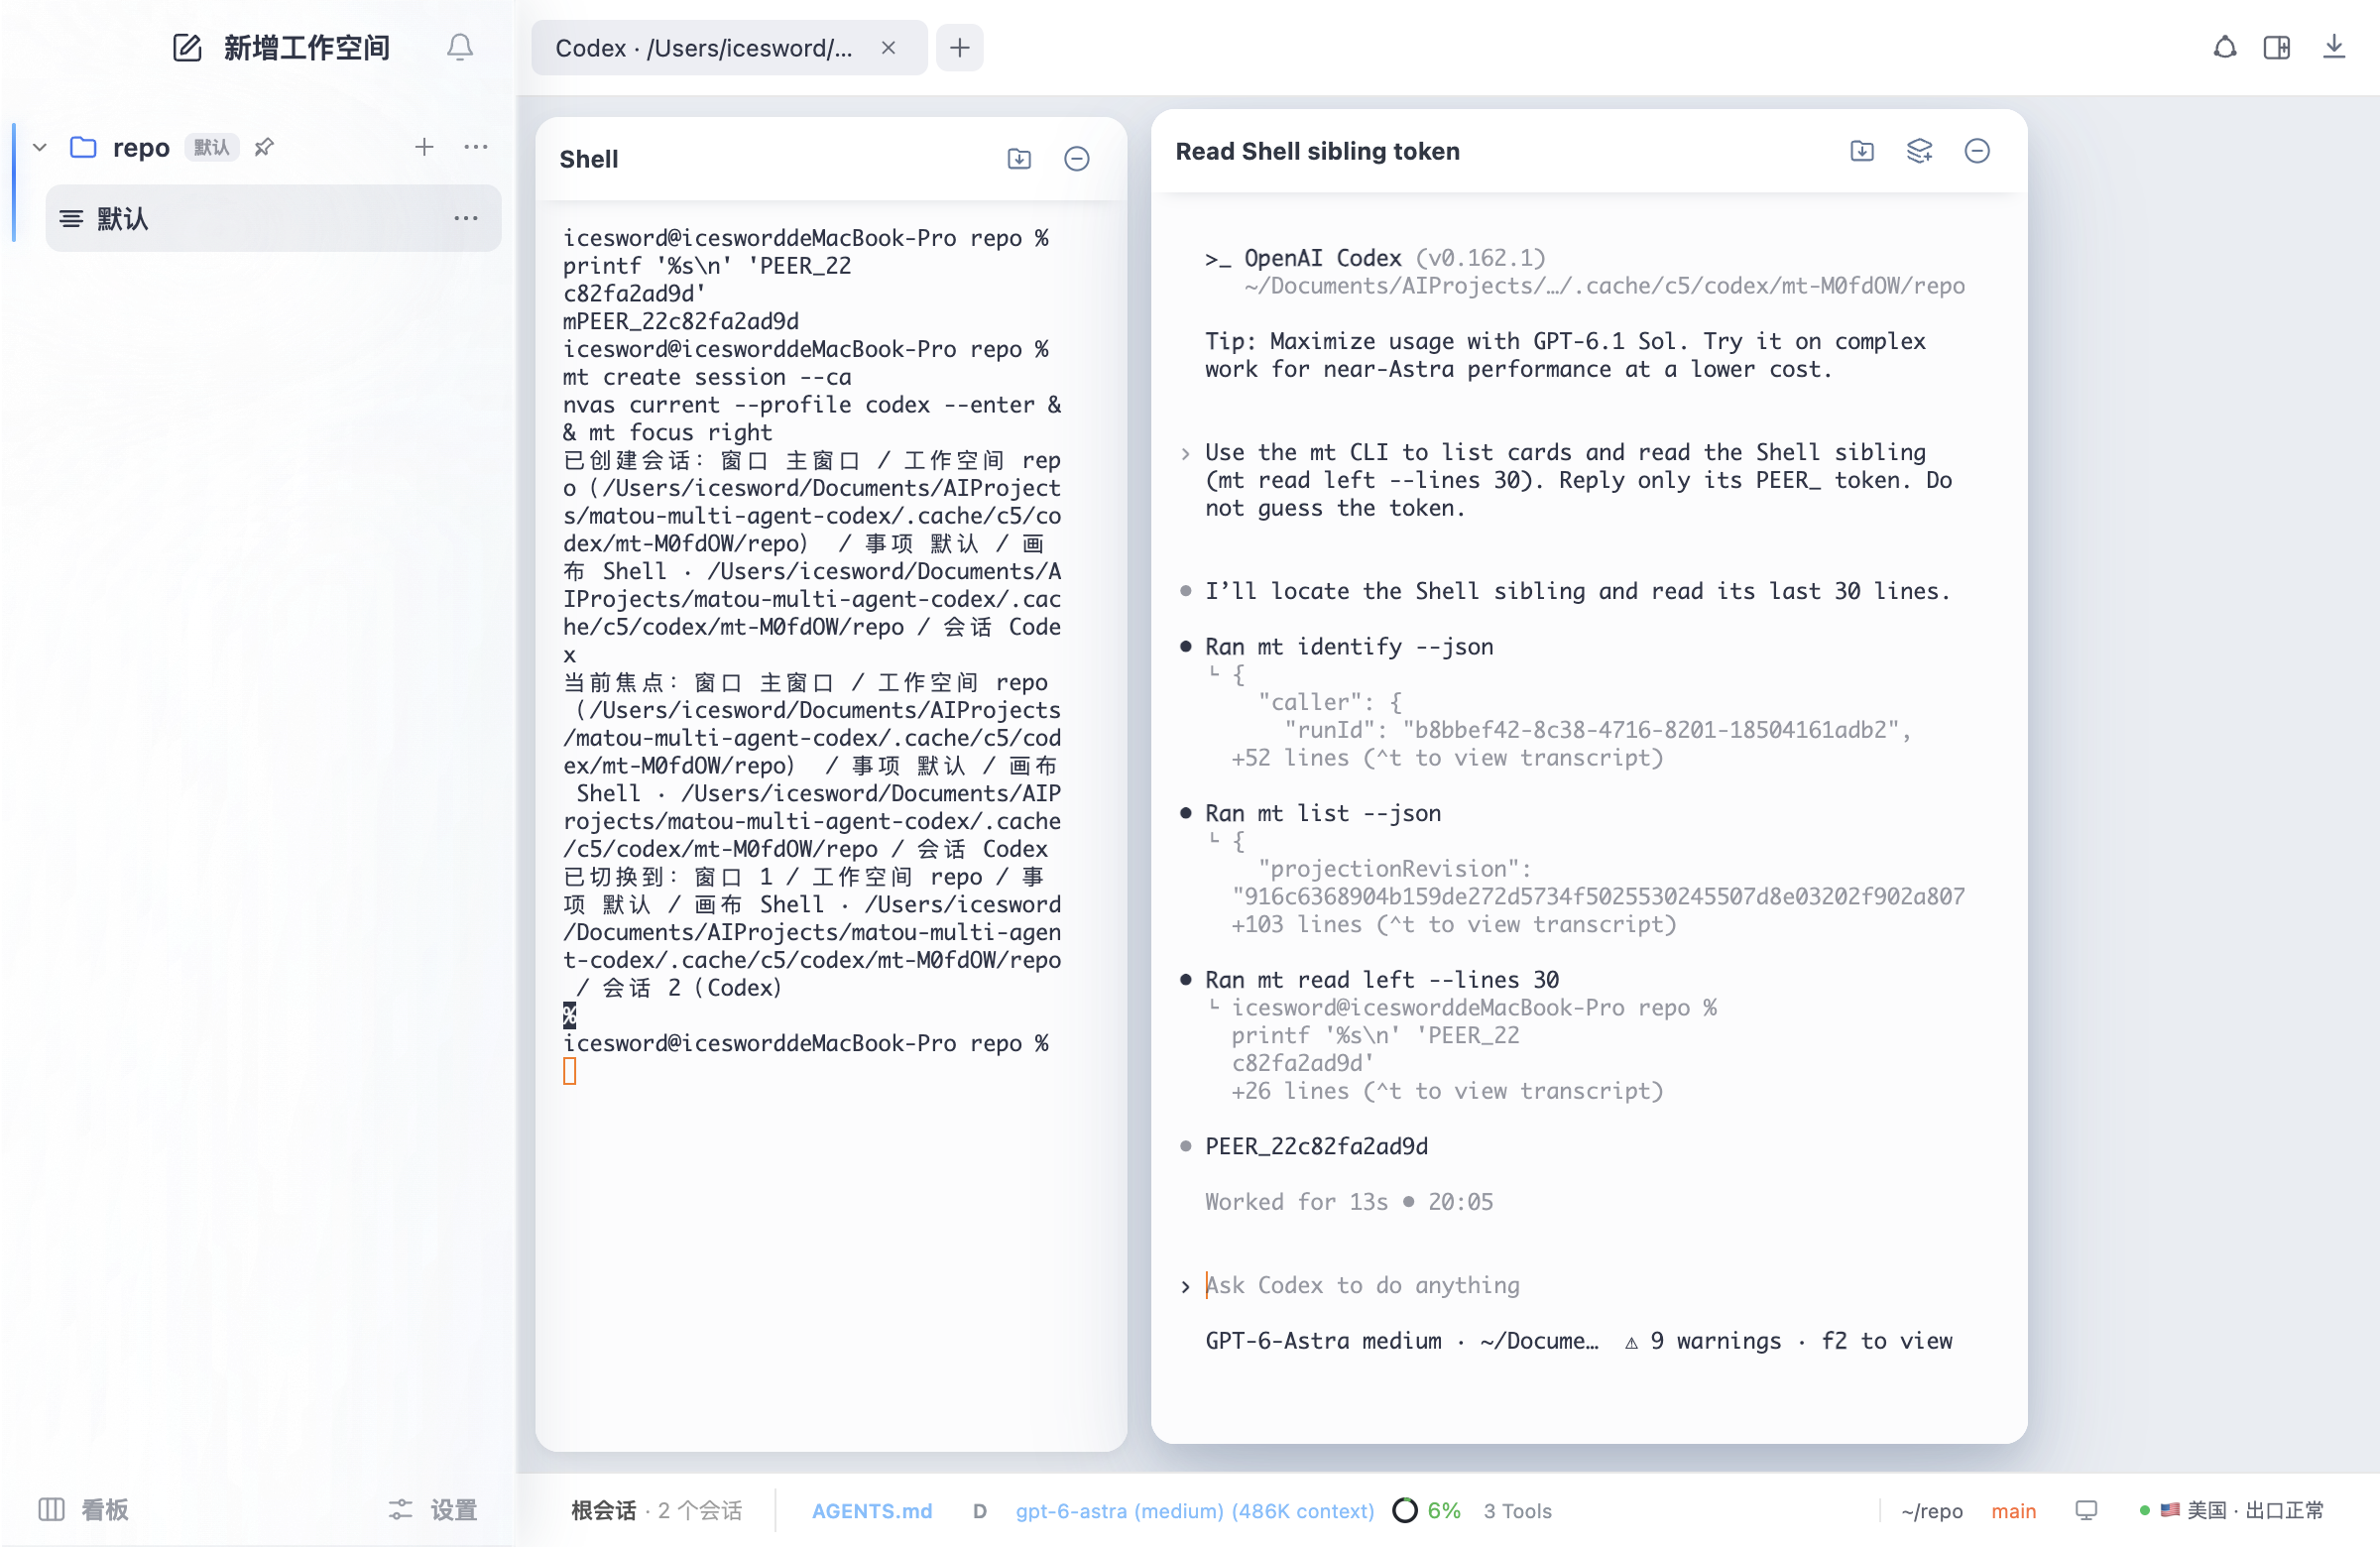 新增工作空间
Codex · /Users/icesword/...
repo 默认
默认
Shell
icesword@icesworddeMacBook-Pro repo %
printf '%s\n' 'PEER_22
c82fa2ad9d'
mPEER_22c82fa2ad9d
icesword@icesworddeMacBook-Pro repo %
mt create session --ca
nvas current --profile codex --enter &
& mt focus right
已创建会话：窗口 主窗口 / 工作空间 rep
o（/Users/icesword/Documents/AIProject
s/matou-multi-agent-codex/.cache/c5/co
dex/mt-M0fdOW/repo） / 事项 默认 / 画
布 Shell · /Users/icesword/Documents/A
IProjects/matou-multi-agent-codex/.cac
he/c5/codex/mt-M0fdOW/repo / 会话 Code
x
当前焦点：窗口 主窗口 / 工作空间 repo
（/Users/icesword/Documents/AIProjects
/matou-multi-agent-codex/.cache/c5/cod
ex/mt-M0fdOW/repo） / 事项 默认 / 画布
Shell · /Users/icesword/Documents/AIP
rojects/matou-multi-agent-codex/.cache
/c5/codex/mt-M0fdOW/repo / 会话 Codex
已切换到：窗口 1 / 工作空间 repo / 事
项 默认 / 画布 Shell · /Users/icesword
/Documents/AIProjects/matou-multi-agen
t-codex/.cache/c5/codex/mt-M0fdOW/repo
/ 会话 2（Codex）
%
icesword@icesworddeMacBook-Pro repo %
Read Shell sibling token
>_ OpenAI Codex (v0.162.1)
~/Documents/AIProjects/…/.cache/c5/codex/mt-M0fdOW/repo
Tip: Maximize usage with GPT-6.1 Sol. Try it on complex
work for near-Astra performance at a lower cost.
› Use the mt CLI to list cards and read the Shell sibling
(mt read left --lines 30). Reply only its PEER_ token. Do
not guess the token.
• I’ll locate the Shell sibling and read its last 30 lines.
• Ran mt identify --json
└ {
"caller": {
"runId": "b8bbef42-8c38-4716-8201-18504161adb2",
+52 lines (^t to view transcript)
• Ran mt list --json
└ {
"projectionRevision":
"916c6368904b159de272d5734f5025530245507d8e03202f902a807
+103 lines (^t to view transcript)
• Ran mt read left --lines 30
└ icesword@icesworddeMacBook-Pro repo %
printf '%s\n' 'PEER_22
c82fa2ad9d'
+26 lines (^t to view transcript)
• PEER_22c82fa2ad9d
Worked for 13s • 20:05
› Ask Codex to do anything
GPT-6-Astra medium · ~/Docume… ⚠ 9 warnings · f2 to view
看板 设置
根会话 · 2 个会话 AGENTS.md D gpt-6-astra (medium) (486K context) 6% 3 Tools ~/repo main 🇺🇸 美国 · 出口正常